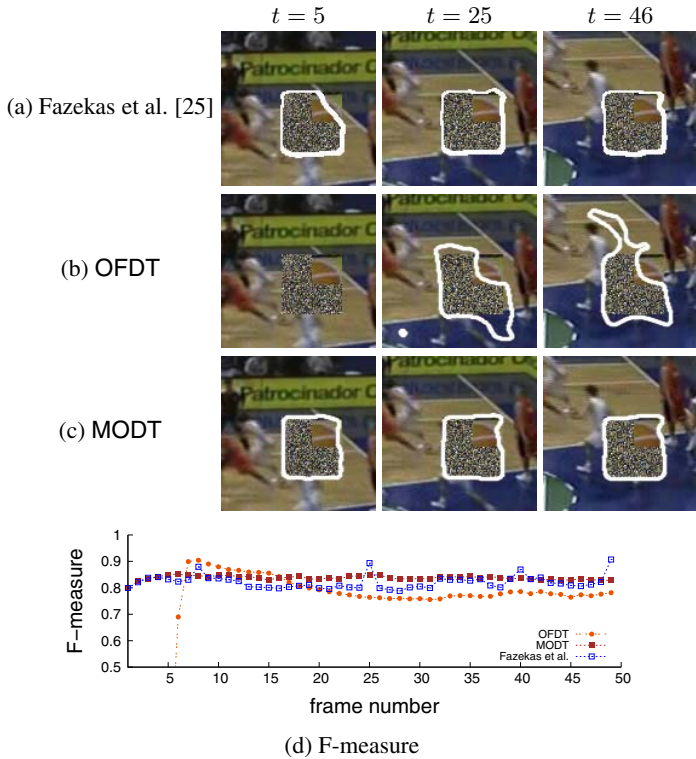 t = 5 t = 25 t = 46
(a) Fazekas et al. [25]
Patrocinador O
Patrocinador
(b) OFDT
Patrocinador O
Patrocinador
(c) MODT
Patrocinador O
Patrocinador
F−measure
1
0.9
0.8
0.7
0.6
0.5
OFDT
MODT
Fazekas et al.
5 10 15 20 25 30 35 40 45 50
frame number
(d) F-measure